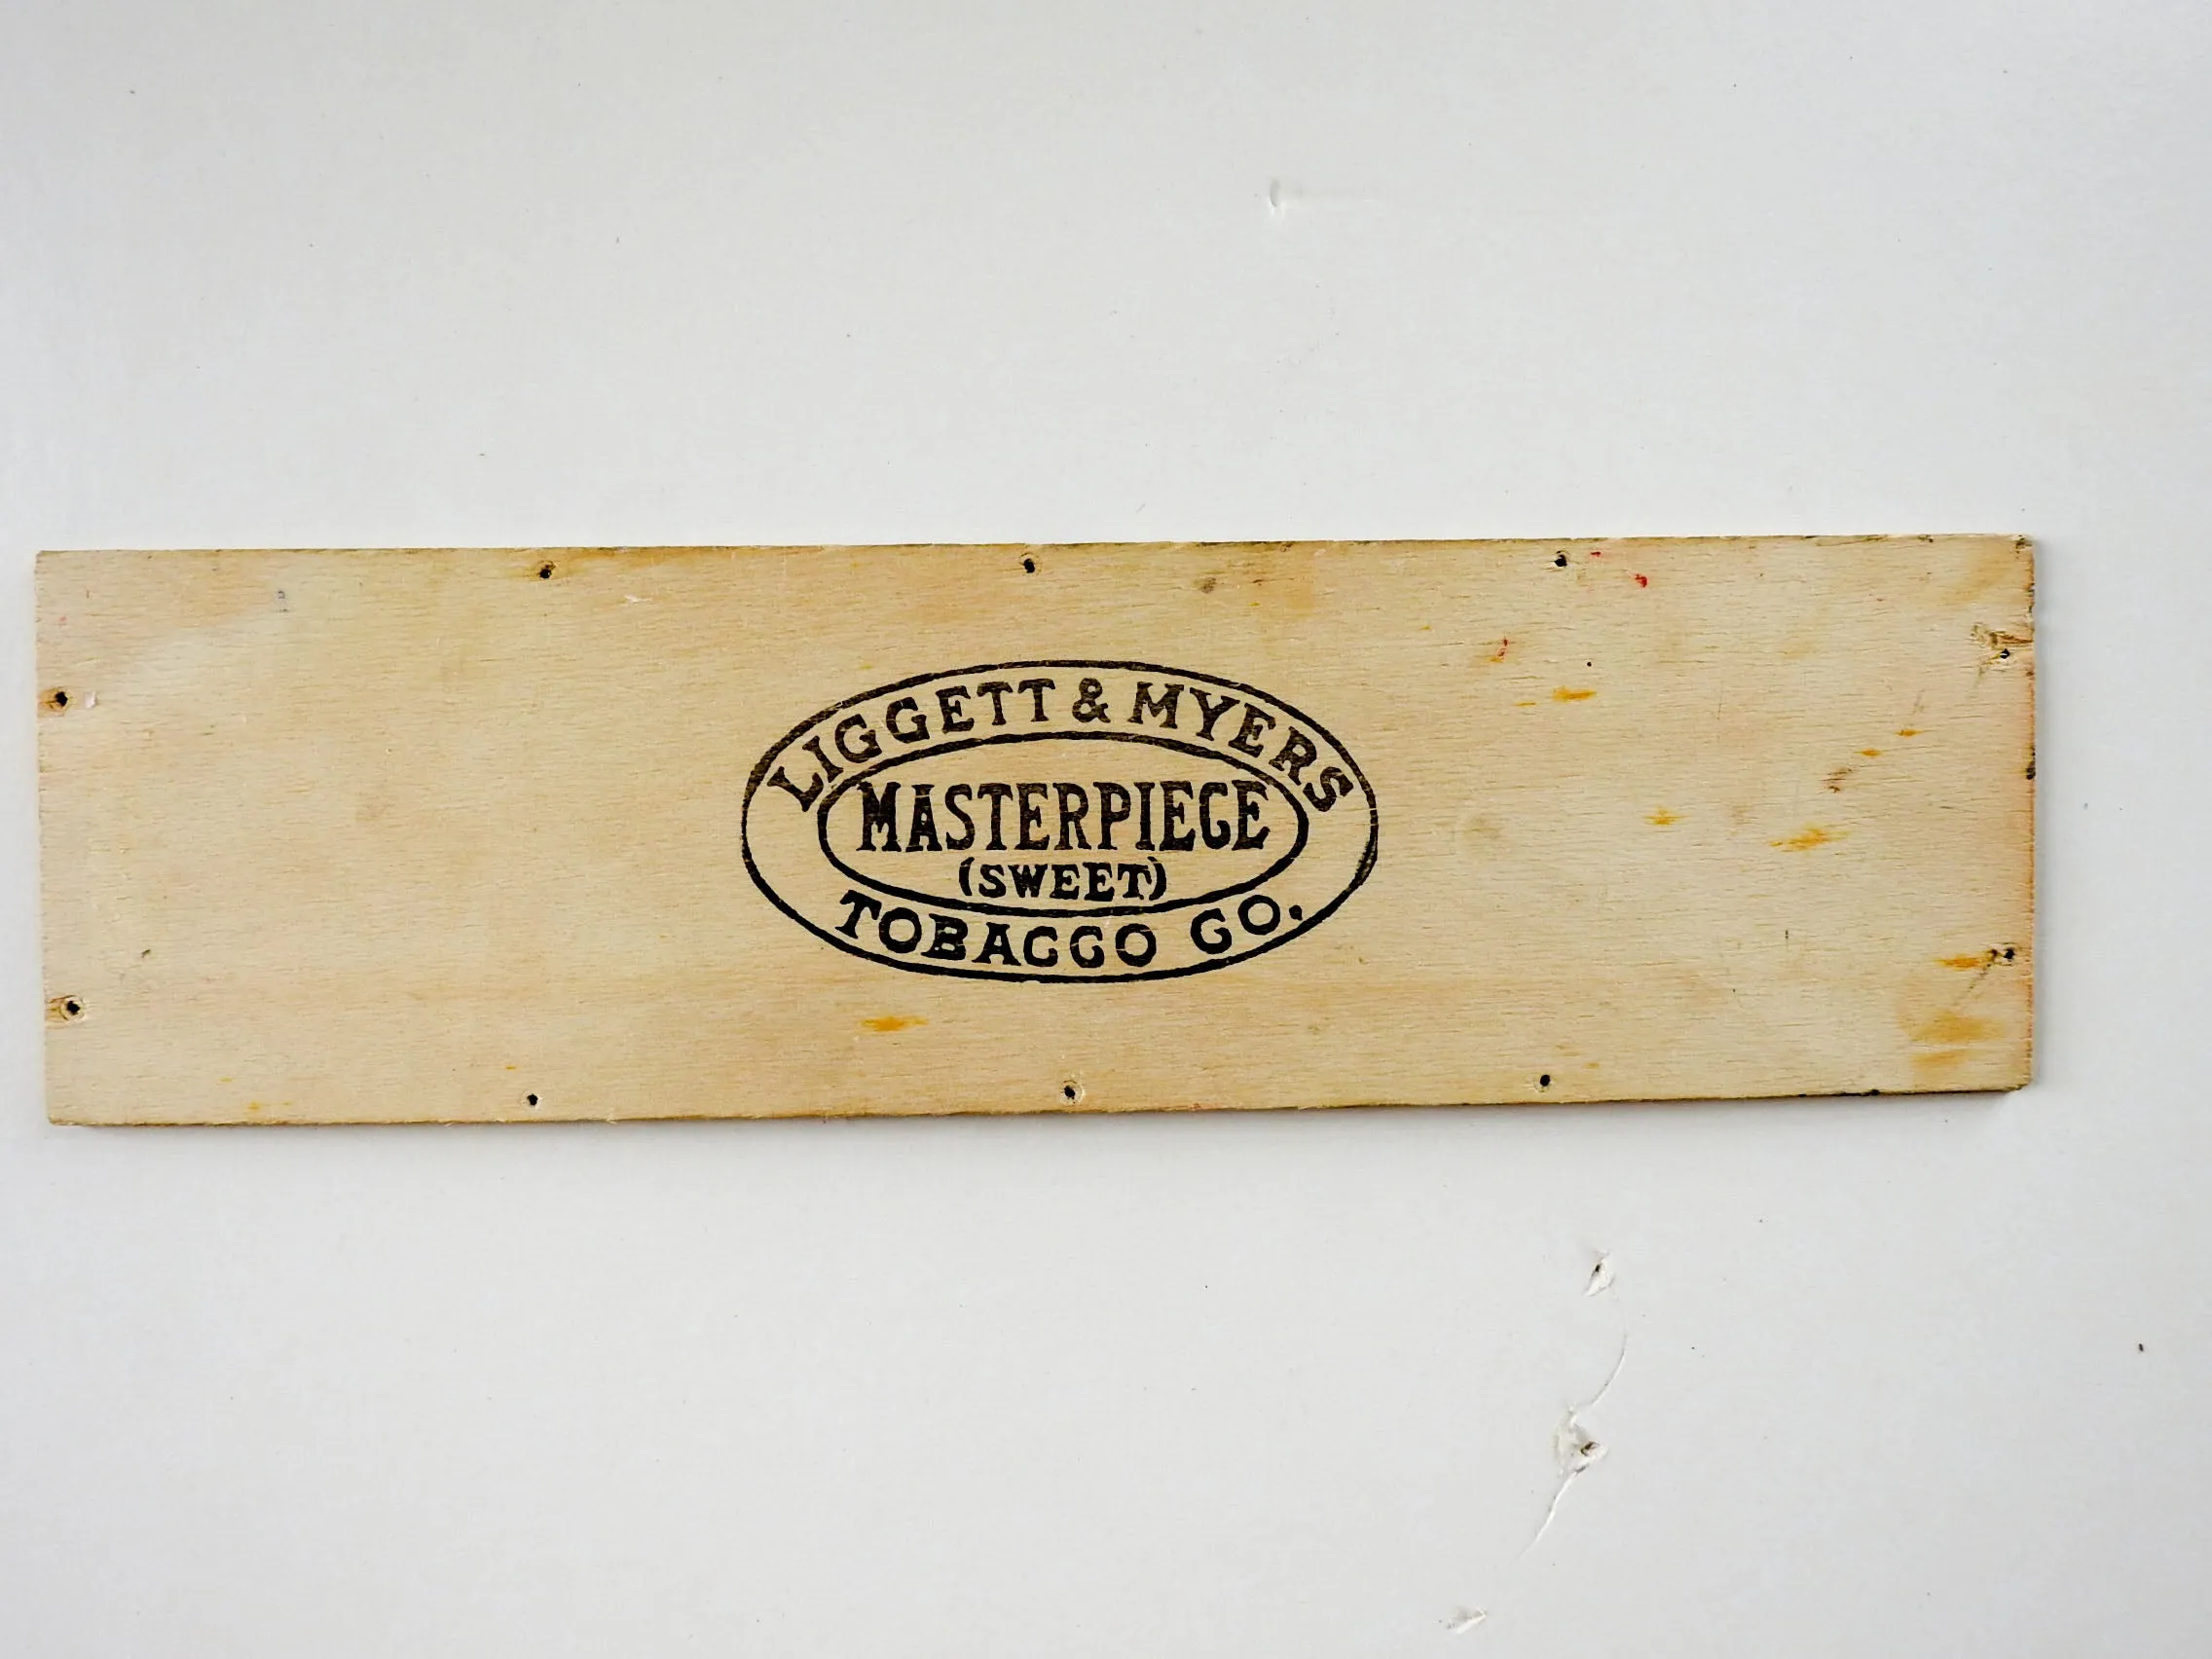 LIGGETT & MYERS
MASTERPIECE
(SWEET)
TOBACCO CO.